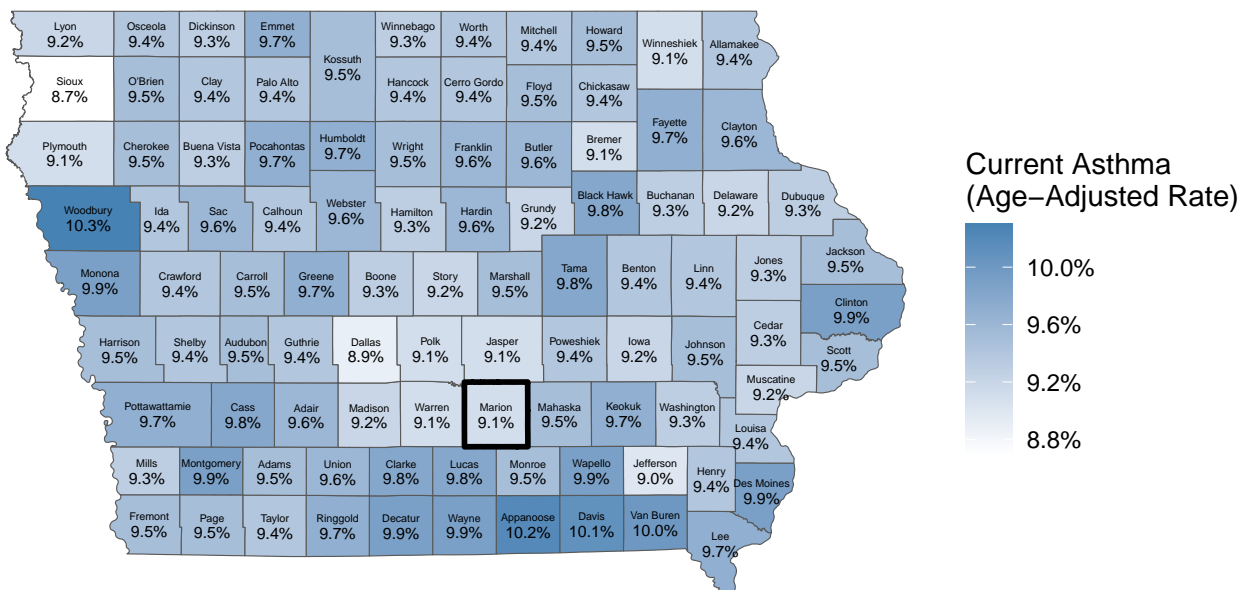 Lyon
9.2%
Osceola
9.4%
Dickinson
9.3%
Emmet
9.7%
Kossuth
9.5%
Winnebago
9.3%
Worth
9.4%
Mitchell
9.4%
Howard
9.5%
Winneshiek
9.1%
Allamakee
9.4%
Sioux
8.7%
O'Brien
9.5%
Clay
9.4%
Palo Alto
9.4%
Hancock
9.4%
Cerro Gordo
9.4%
Floyd
9.5%
Chickasaw
9.4%
Fayette
9.7%
Clayton
9.6%
Plymouth
9.1%
Cherokee
9.5%
Buena Vista
9.3%
Pocahontas
9.7%
Humboldt
9.7%
Wright
9.5%
Franklin
9.6%
Butler
9.6%
Bremer
9.1%
Woodbury
10.3%
Ida
9.4%
Sac
9.6%
Calhoun
9.4%
Webster
9.6%
Hamilton
9.3%
Hardin
9.6%
Grundy
9.2%
Black Hawk
9.8%
Buchanan
9.3%
Delaware
9.2%
Dubuque
9.3%
Monona
9.9%
Crawford
9.4%
Carroll
9.5%
Greene
9.7%
Boone
9.3%
Story
9.2%
Marshall
9.5%
Tama
9.8%
Benton
9.4%
Linn
9.4%
Jones
9.3%
Jackson
9.5%
Clinton
9.9%
Harrison
9.5%
Shelby
9.4%
Audubon
9.5%
Guthrie
9.4%
Dallas
8.9%
Polk
9.1%
Jasper
9.1%
Poweshiek
9.4%
Iowa
9.2%
Johnson
9.5%
Cedar
9.3%
Scott
9.5%
Muscatine
9.2%
Pottawattamie
9.7%
Cass
9.8%
Adair
9.6%
Madison
9.2%
Warren
9.1%
Marion
9.1%
Mahaska
9.5%
Keokuk
9.7%
Washington
9.3%
Louisa
9.4%
Mills
9.3%
Montgomery
9.9%
Adams
9.5%
Union
9.6%
Clarke
9.8%
Lucas
9.8%
Monroe
9.5%
Wapello
9.9%
Jefferson
9.0%
Henry
9.4%
Des Moines
9.9%
Fremont
9.5%
Page
9.5%
Taylor
9.4%
Ringgold
9.7%
Decatur
9.9%
Wayne
9.9%
Appanoose
10.2%
Davis
10.1%
Van Buren
10.0%
Lee
9.7%
Current Asthma
(Age−Adjusted Rate)
10.0%
9.6%
9.2%
8.8%